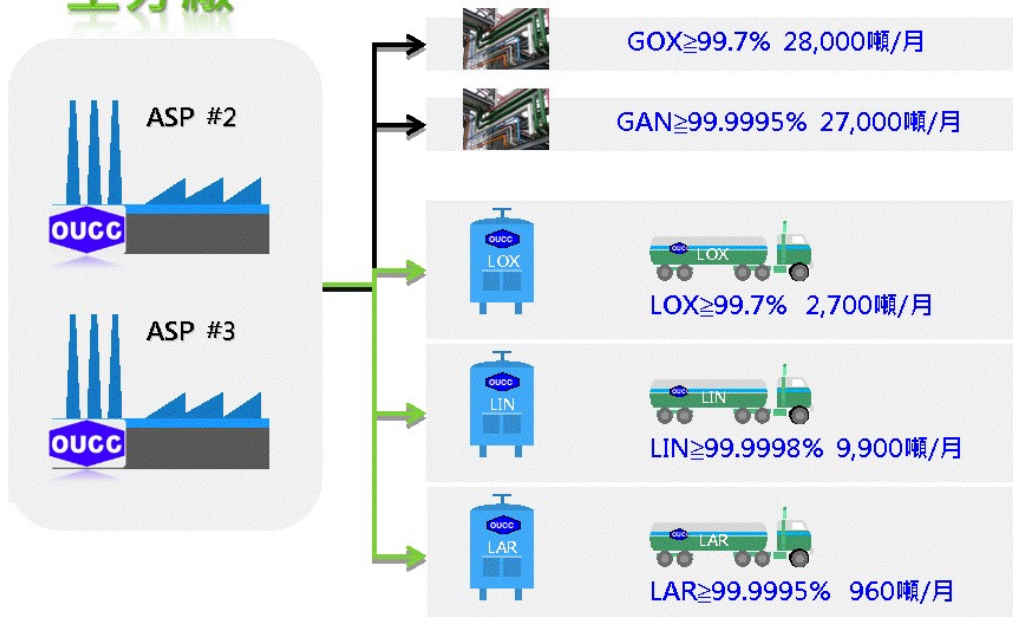 ASP #2
OUCC
ASP #3
OUCC
GOX≧99.7% 28,000噸/月
GAN≧99.9995% 27,000噸/月
OUCC
LOX
OUCC
LOX
LOX≧99.7% 2,700噸/月
OUCC
LIN
OUCC
LIN
LIN≧99.9998% 9,900噸/月
OUCC
LAR
OUCC
LAR
LAR≧99.9995% 960噸/月